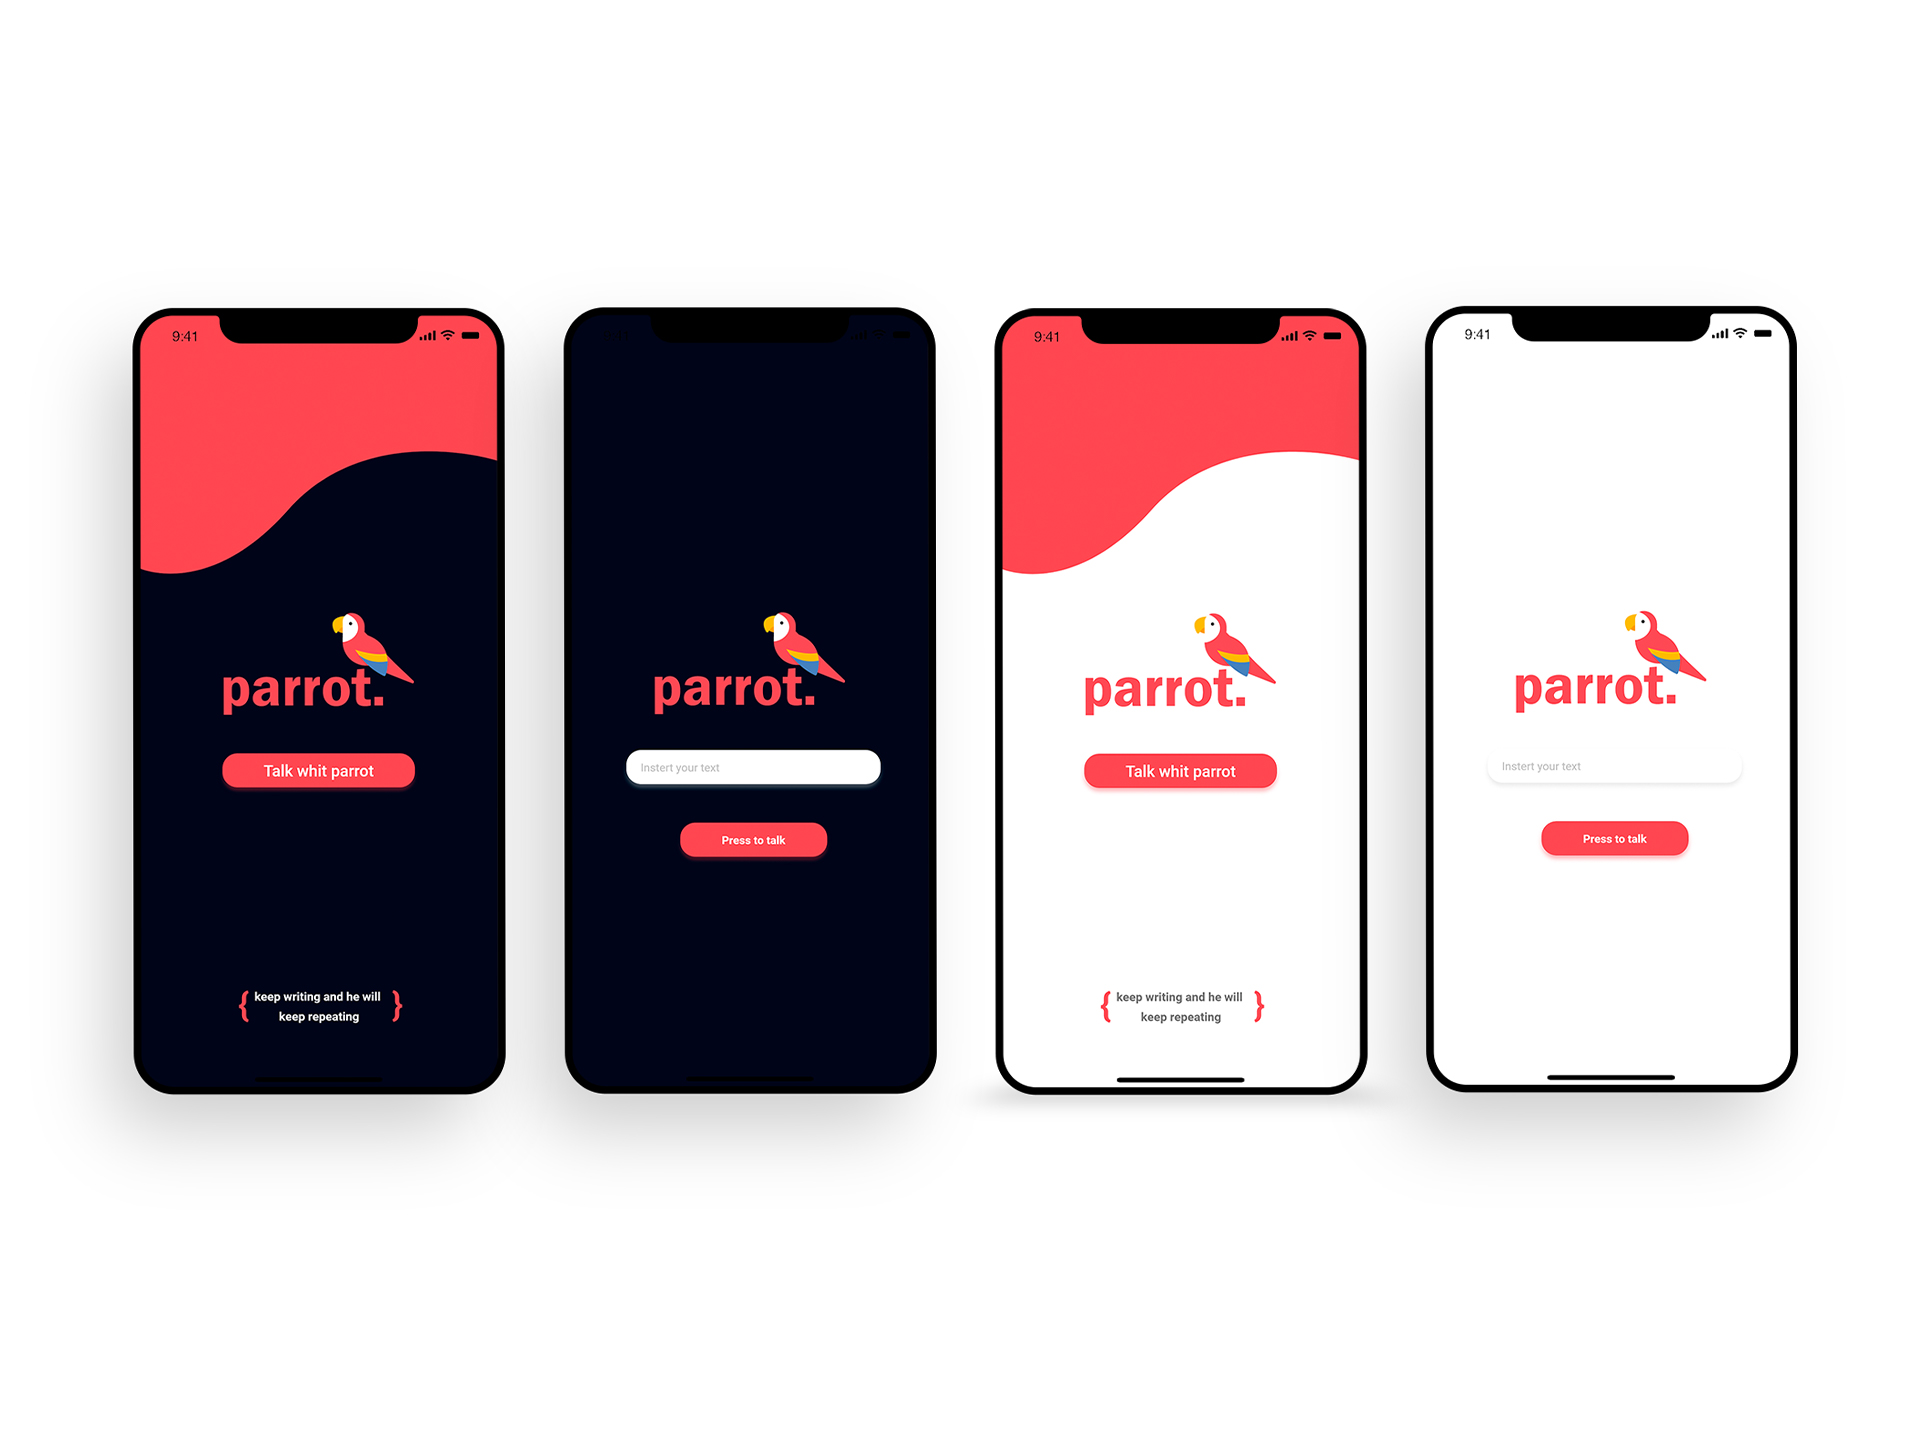 9:41
parrot.
Talk whit parrot
{ keep writing and he will
keep repeating }
parrot.
Instert your text
Press to talk
9:41
parrot.
Talk whit parrot
{ keep writing and he will
keep repeating }
9:41
parrot.
Instert your text
Press to talk